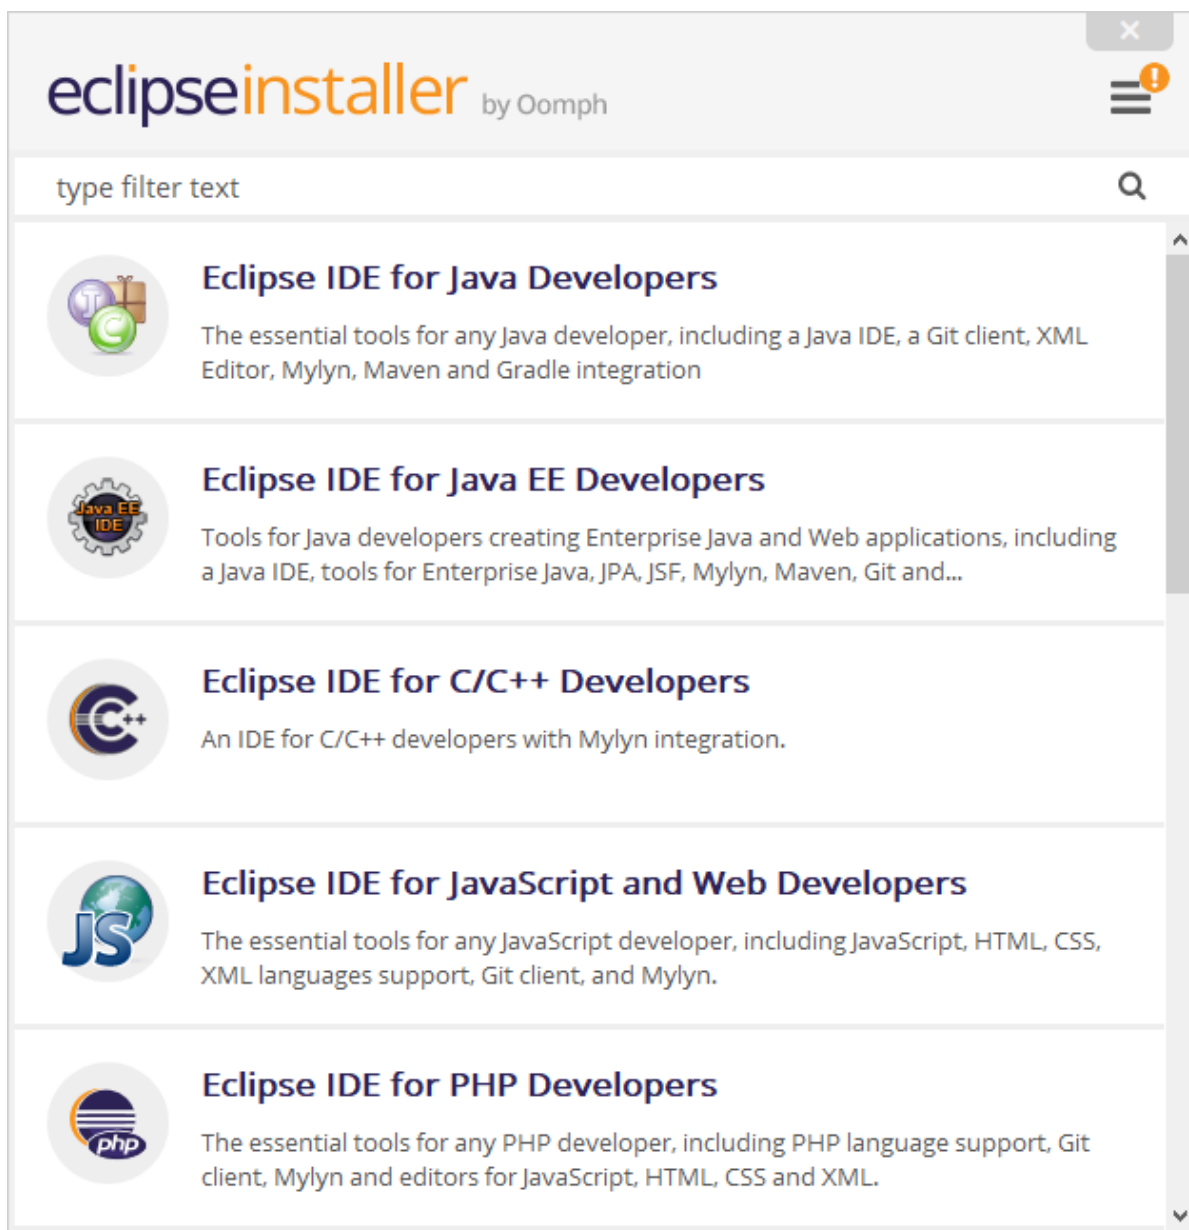 eclipseinstaller by Oomph
type filter text
Eclipse IDE for Java Developers
The essential tools for any Java developer, including a Java IDE, a Git client, XML
Editor, Mylyn, Maven and Gradle integration
Java EE
IDE
Eclipse IDE for Java EE Developers
Tools for Java developers creating Enterprise Java and Web applications, including
a Java IDE, tools for Enterprise Java, JPA, JSF, Mylyn, Maven, Git and...
C++
Eclipse IDE for C/C++ Developers
An IDE for C/C++ developers with Mylyn integration.
JS
Eclipse IDE for JavaScript and Web Developers
The essential tools for any JavaScript developer, including JavaScript, HTML, CSS,
XML languages support, Git client, and Mylyn.
php
Eclipse IDE for PHP Developers
The essential tools for any PHP developer, including PHP language support, Git
client, Mylyn and editors for JavaScript, HTML, CSS and XML.